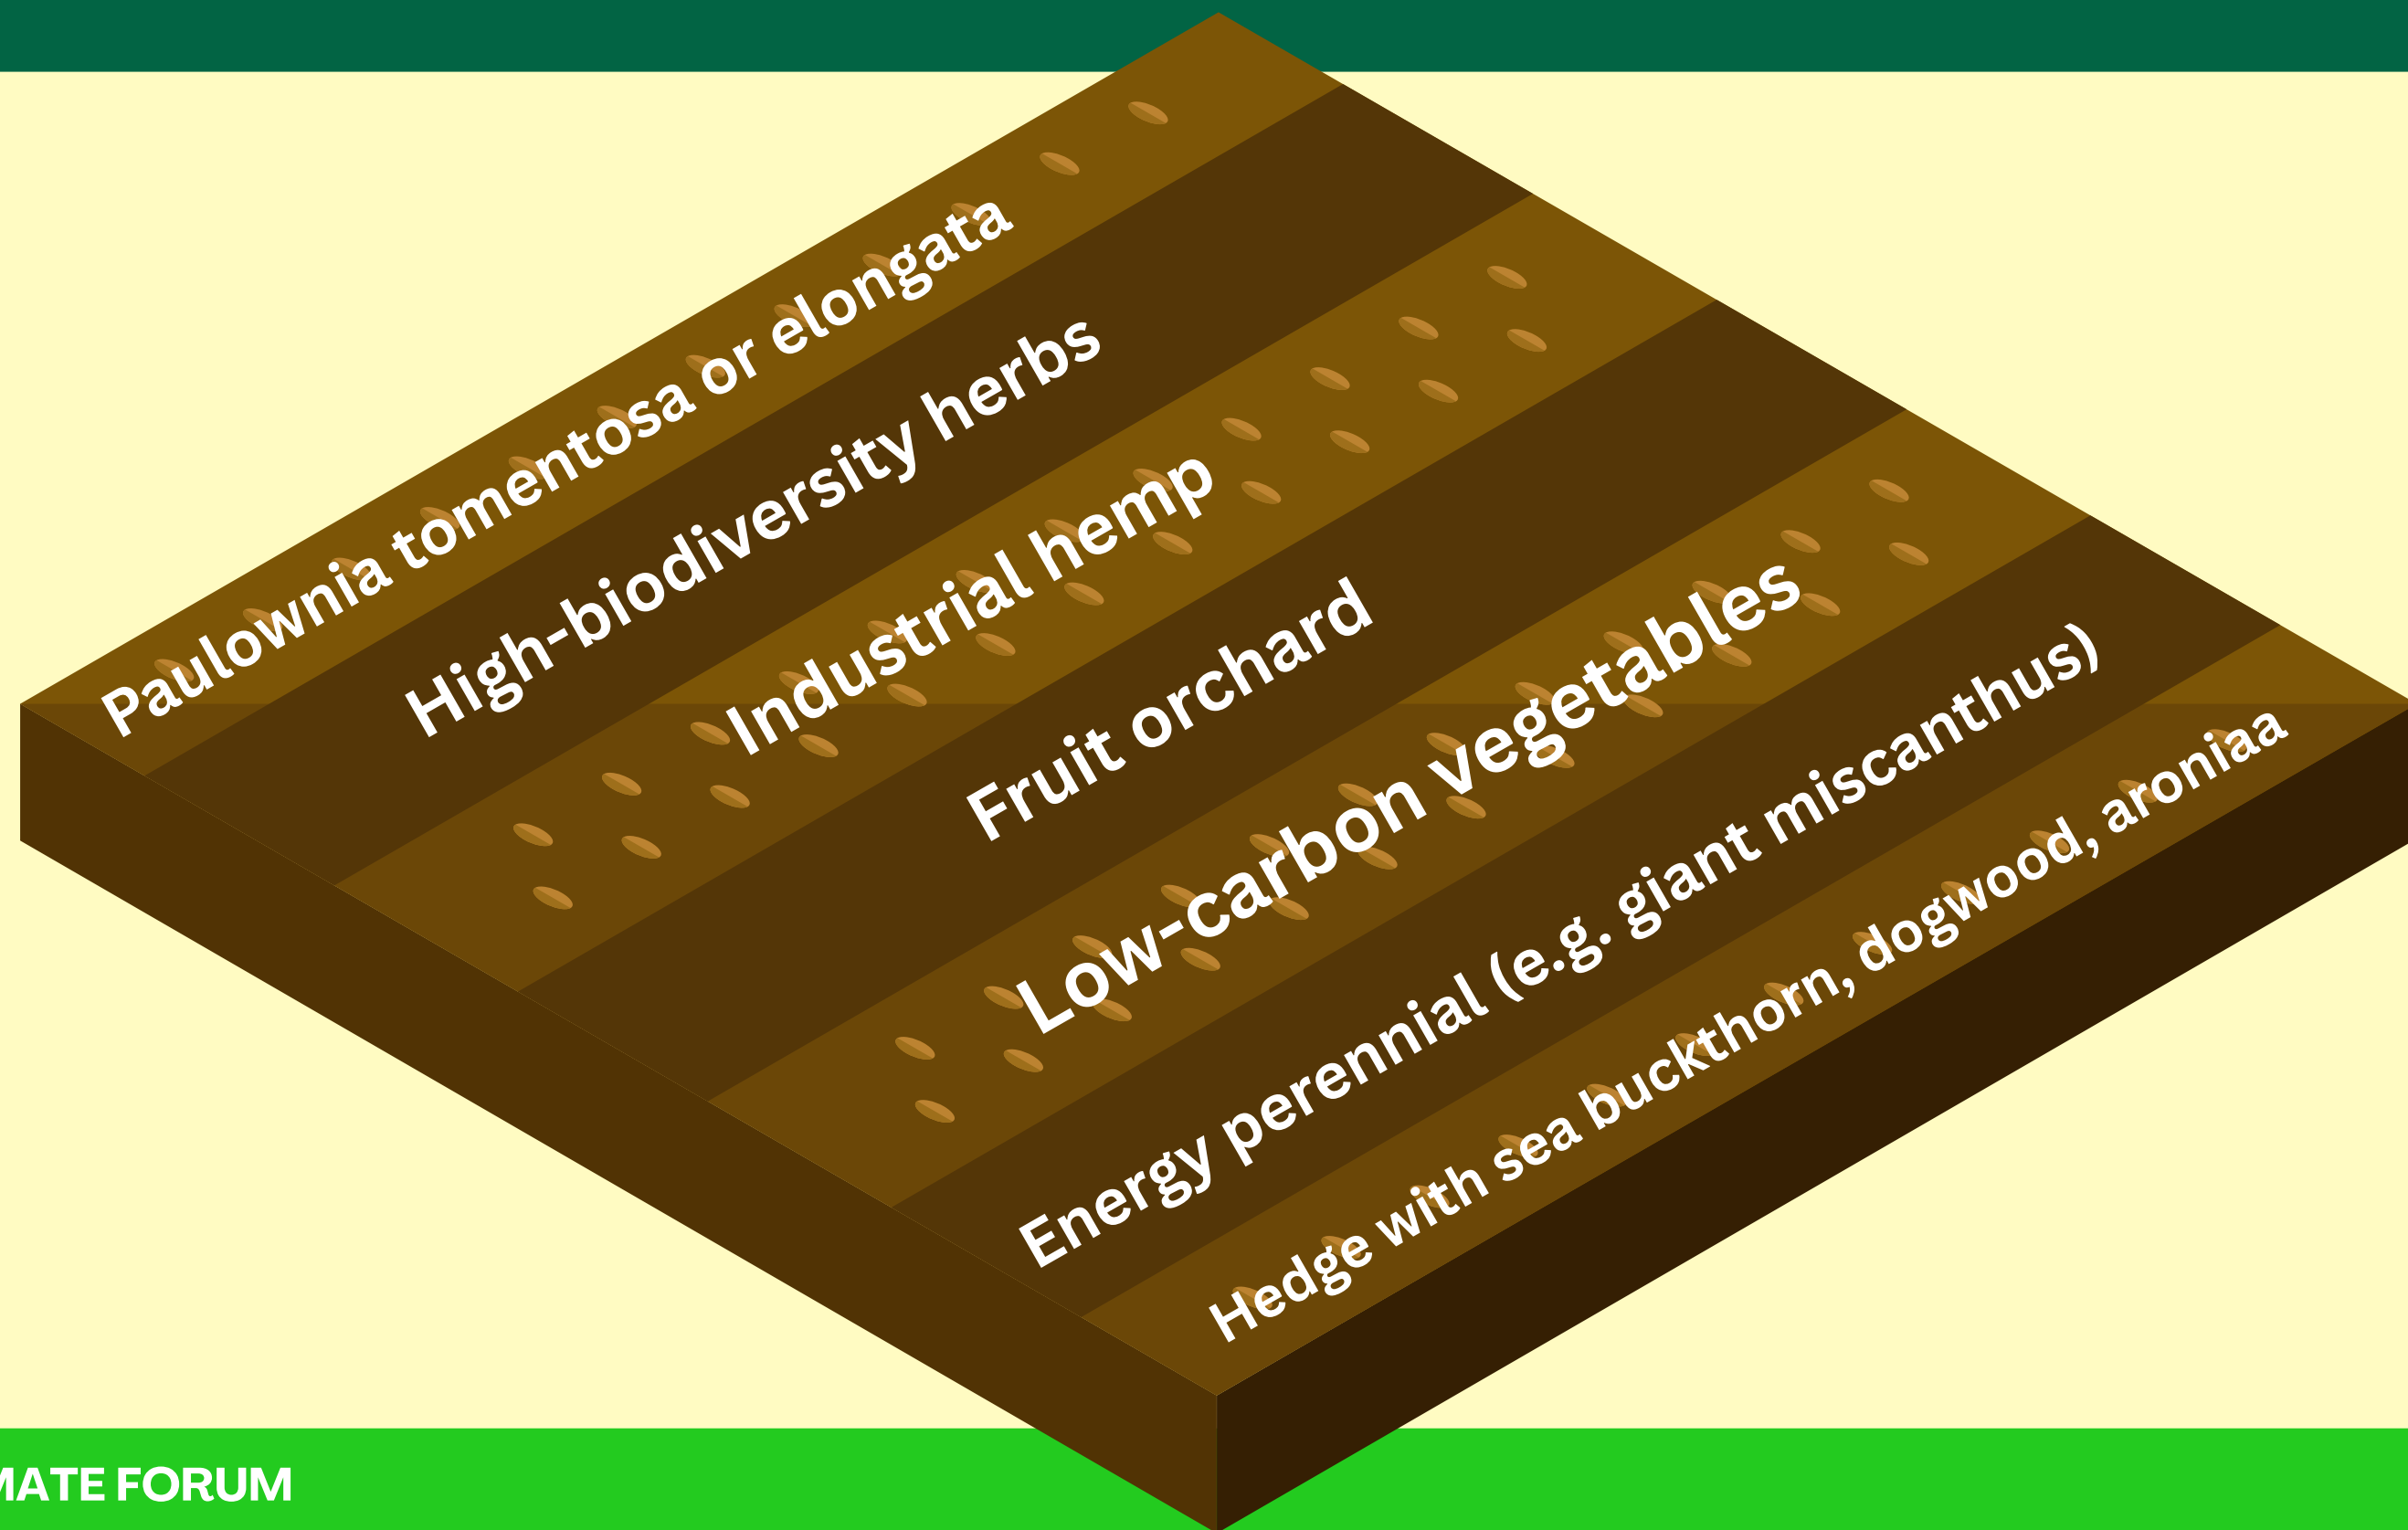 Paulownia tomentosa or elongata
High-biodiversity herbs
Industrial hemp
Fruit orchard
Low-carbon vegetables
Energy perennial (e.g. giant miscanthus)
Hedge with sea buckthorn, dogwood, aronia
MATE FORUM